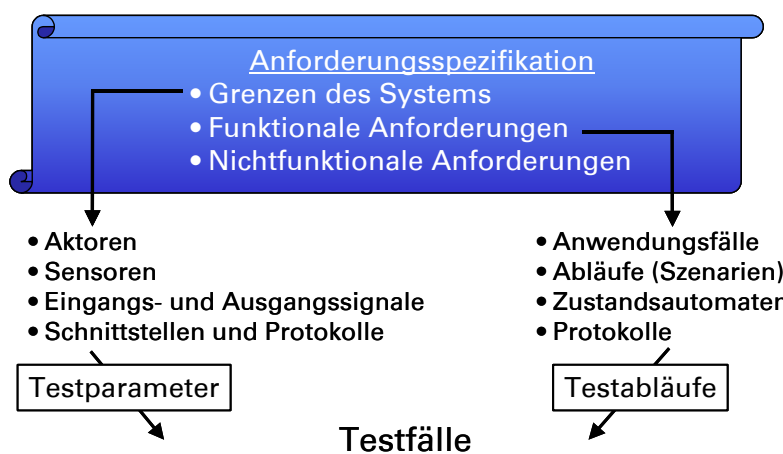 Anforderungsspezifikation
• Grenzen des Systems
• Funktionale Anforderungen
• Nichtfunktionale Anforderungen
• Aktoren
• Sensoren
• Eingangs- und Ausgangssignale
• Schnittstellen und Protokolle
Testparameter
• Anwendungsfälle
• Abläufe (Szenarien)
• Zustandsautomaten
• Protokolle
Testabläufe
Testfälle